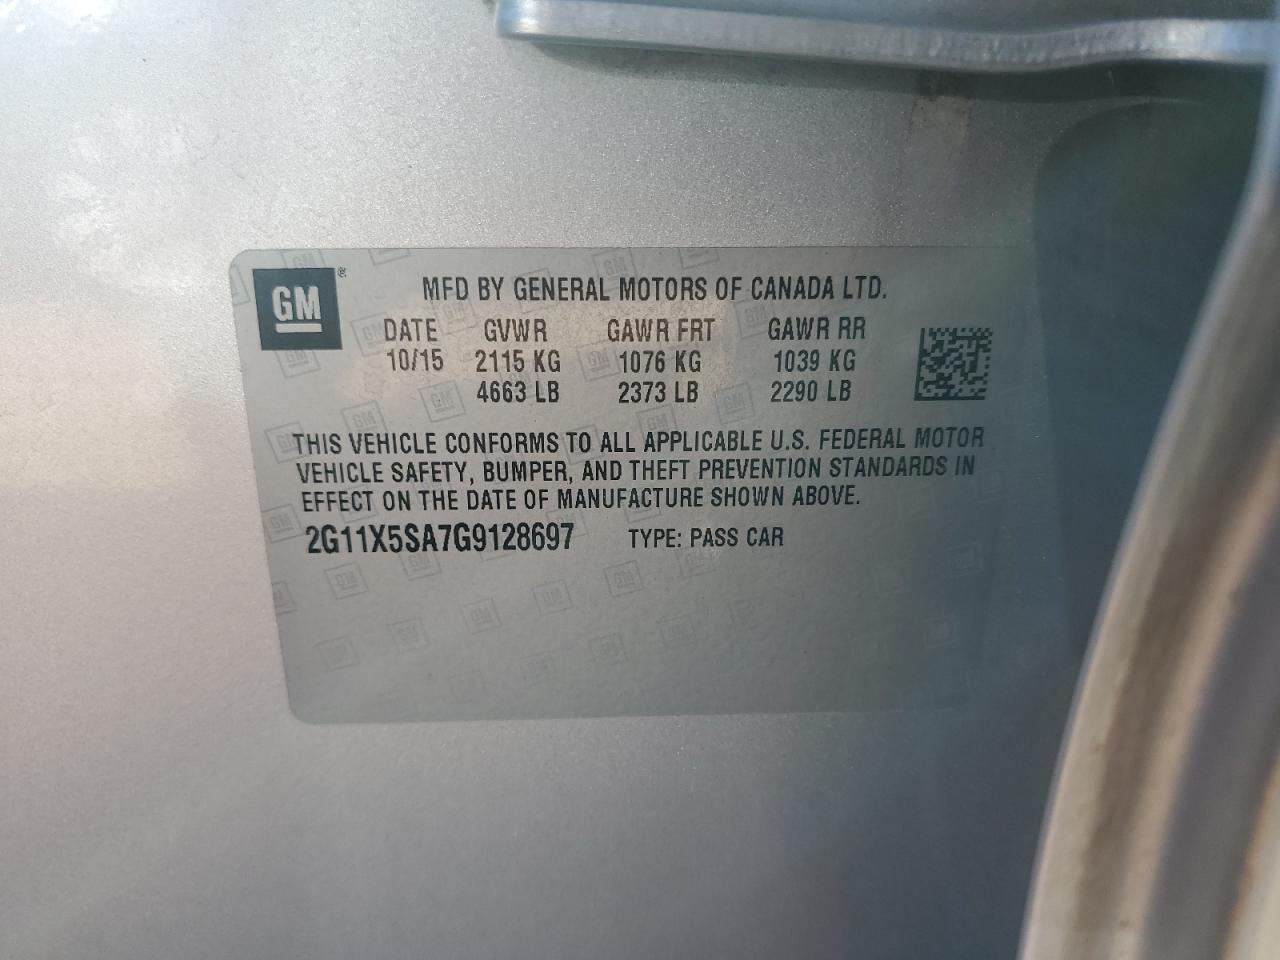 GM ®
MFD BY GENERAL MOTORS OF CANADA LTD.
DATE GVWR GAWR FRT GAWR RR
10/15 2115 KG 1076 KG 1039 KG
4663 LB 2373 LB 2290 LB
THIS VEHICLE CONFORMS TO ALL APPLICABLE U.S. FEDERAL MOTOR
VEHICLE SAFETY, BUMPER, AND THEFT PREVENTION STANDARDS IN
EFFECT ON THE DATE OF MANUFACTURE SHOWN ABOVE.
2G11X5SA7G9128697 TYPE: PASS CAR